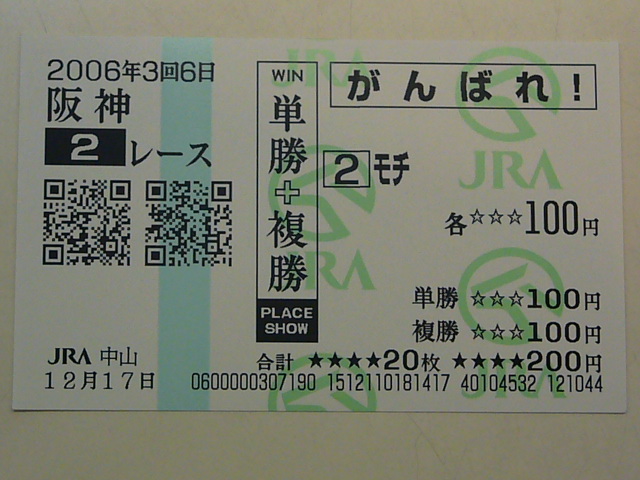 2006年3回6日
阪神
2 レース
JRA 中山
12月17日
WIN
単勝+複勝
PLACE
SHOW
がんばれ!
2 モチ
各☆☆☆100円
単勝 ☆☆☆100円
複勝 ☆☆☆100円
合計 ★★★★20枚 ★★★★200円
0600000307190 1512110181417 40104532 121044
JRA
JRA
JRA
JRA